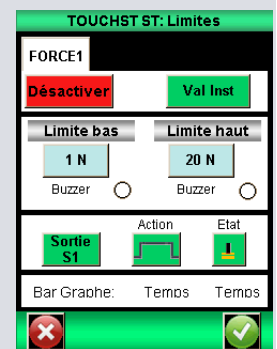 TOUCHST ST: Limites
FORCE1
Désactiver Val Inst
Limite bas Limite haut
1 N 20 N
Buzzer Buzzer
Action Etat
Sortie
S1
Bar Graphe: Temps Temps